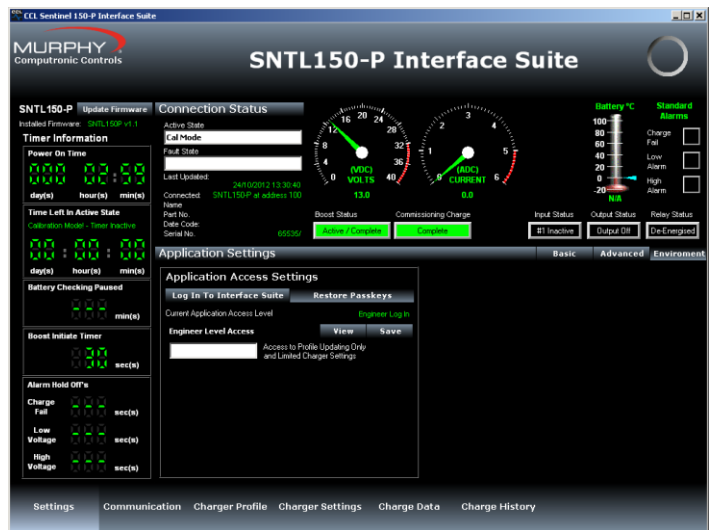 CCL Sentinel 150-P Interface Suite
MURPHY
Computronic Controls
SNTL150-P Interface Suite
SNTL150-P Update Firmware
Installed Firmware: SNTL150P v1.1
Timer Information
Power On Time
000 02:59
day(s) hour(s) min(s)
Time Left In Active State
Calibration Model - Timer Inactive
00:00:00
day(s) hour(s) min(s)
Battery Checking Paused
--- min(s)
Boost Initiate Timer
30 sec(s)
Alarm Hold Off's
Charge Fail --- sec(s)
Low Voltage --- sec(s)
High Voltage --- sec(s)
Connection Status
Active State
Cal Mode
Fault State
Last Updated:
24/10/2012 13:30:40
Connected SNTL150-P at address 100
Name
Part No.
Date Code:
Serial No. 65535/
0 4 8 12 16 20 24 32 36 40
(VDC)
VOLTS
13.0
0 1 2 3 4 5 6
(ADC)
CURRENT
0.0
Boost Status
Active / Complete
Commissioning Charge
Complete
Battery °C
100
80
60
40
20
0
-20
N/A
Standard Alarms
Charge Fail
Low Alarm
High Alarm
Input Status Output Status Relay Status
#1 Inactive Output Off De-Energised
Application Settings
Basic Advanced Enviroment
Application Access Settings
Log In To Interface Suite Restore Passkeys
Current Application Access Level Engineer Log In
Engineer Level Access View Save
Access to Profile Updating Only
and Limited Charger Settings
Settings Communication Charger Profile Charger Settings Charge Data Charge History